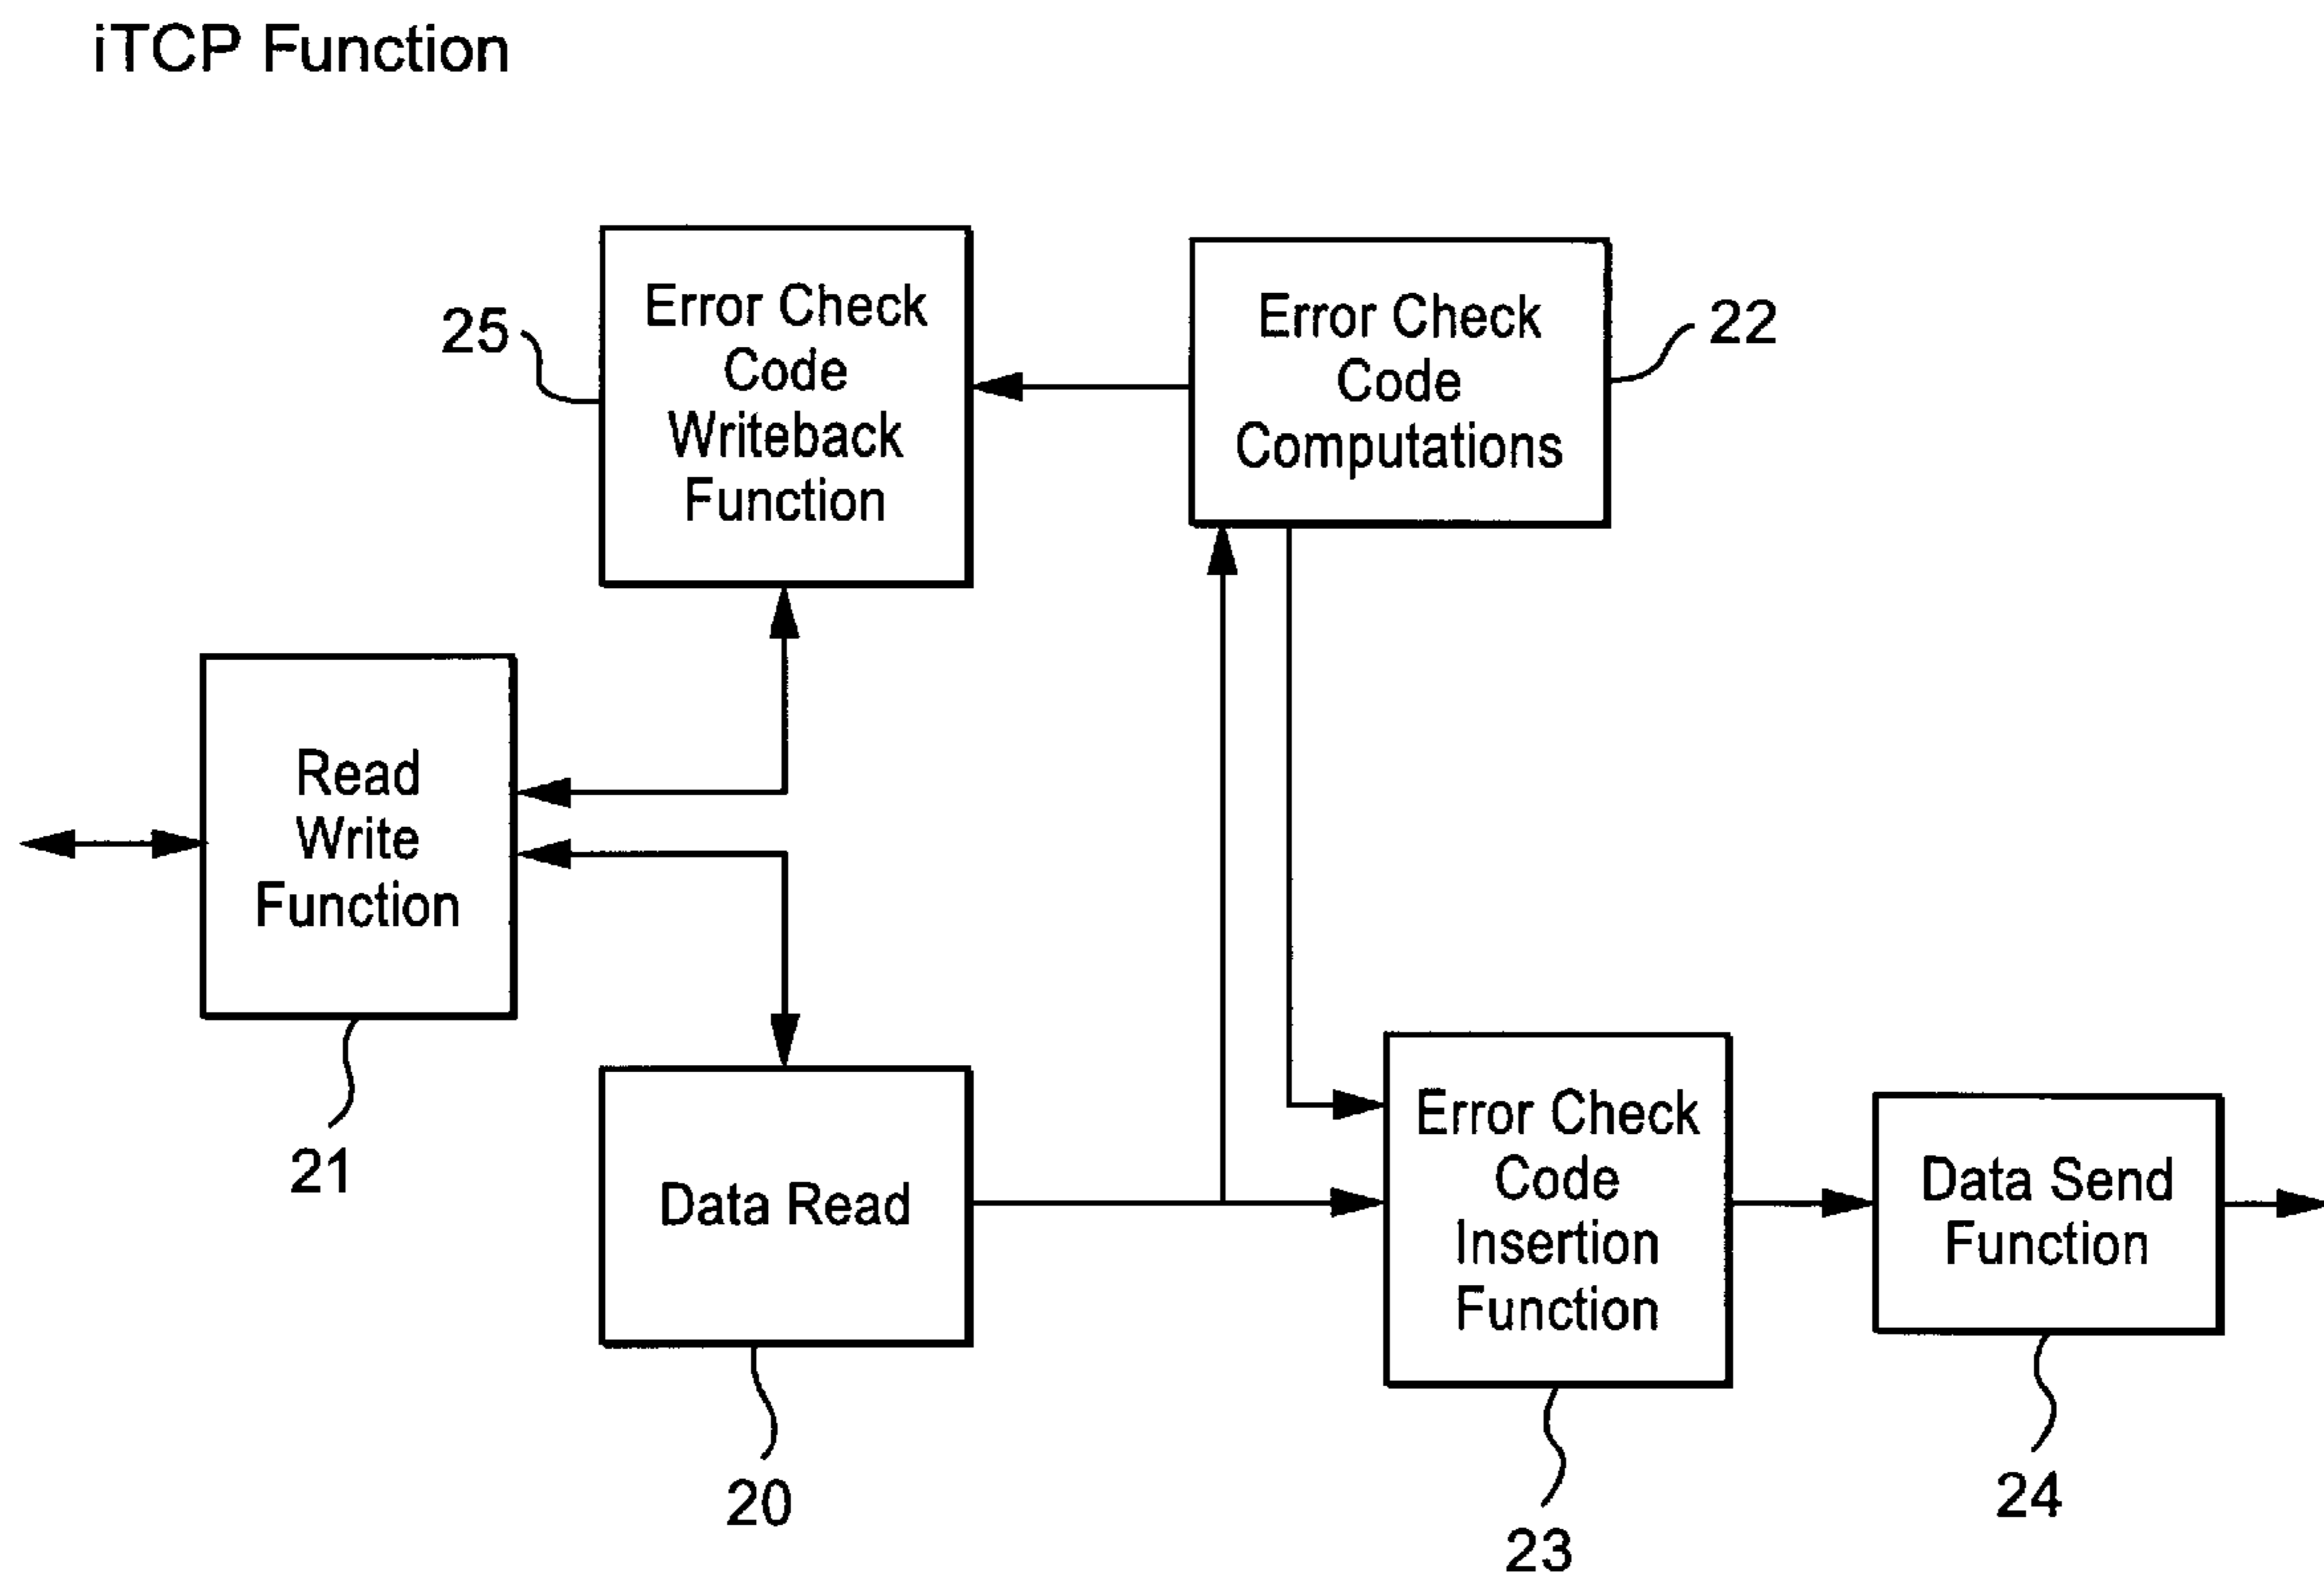 iTCP Function
Error Check
Code
Writeback
Function
25
Error Check
Code
Computations
22
Read
Write
Function
21
Data Read
20
Error Check
Code
Insertion
Function
23
Data Send
Function
24